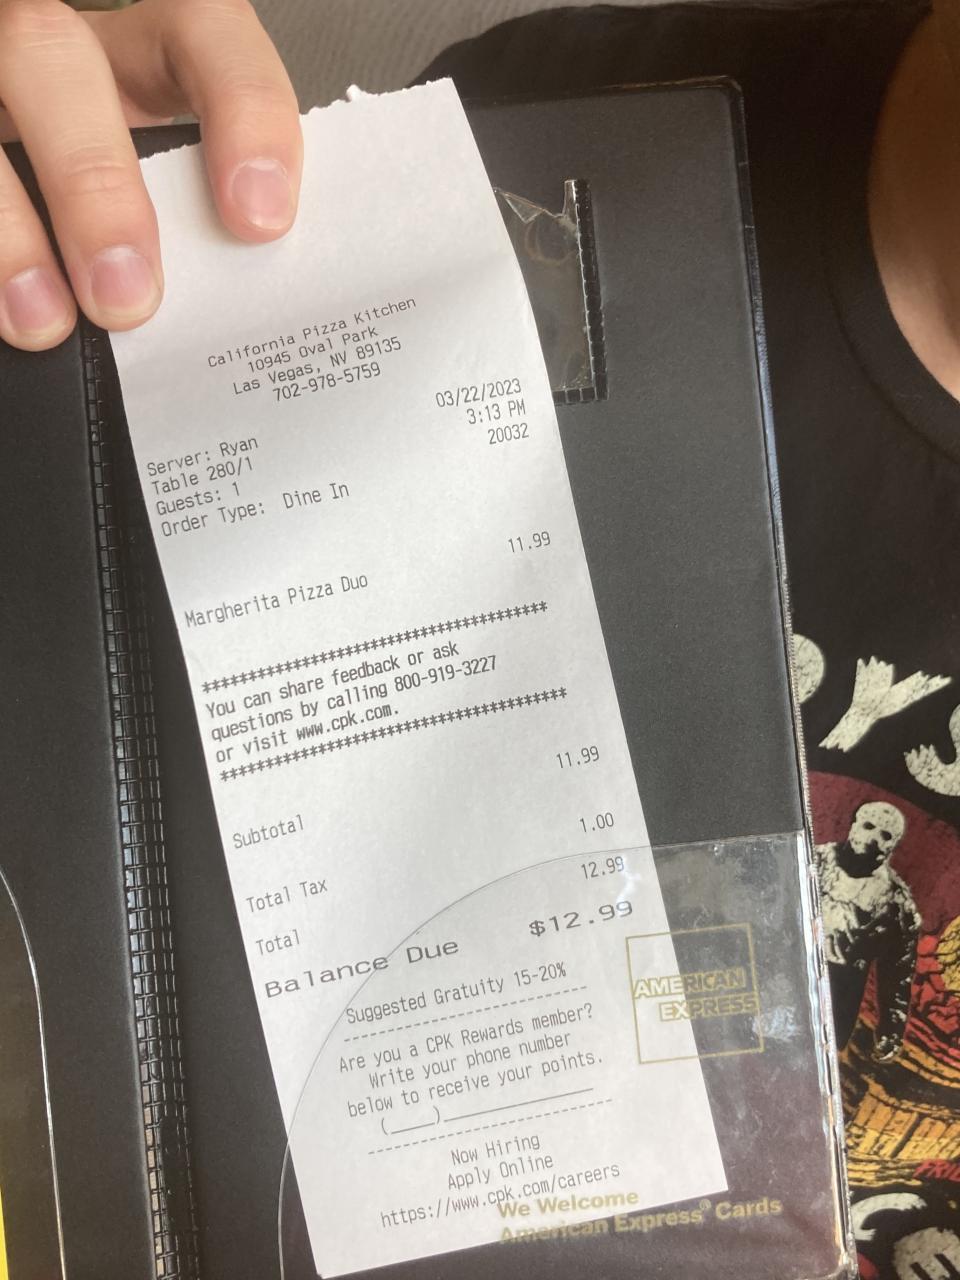 California Pizza Kitchen
10945 Oval Park
Las Vegas, NV 89135
702-978-5759
03/22/2023
3:13 PM
20032
Server: Ryan
Table 280/1
Guests: 1
Order Type: Dine In
Margherita Pizza Duo 11.99
****************************************
You can share feedback or ask
questions by calling 800-919-3227
or visit www.cpk.com.
****************************************
Subtotal 11.99
Total Tax 1.00
Total 12.99
Balance Due $12.99
Suggested Gratuity 15-20%
------------------------------
Are you a CPK Rewards member?
Write your phone number
below to receive your points.
(____)__________________
------------------------------
Now Hiring
Apply Online
https://www.cpk.com/careers
AMERICAN
EXPRESS
We Welcome
American Express® Cards